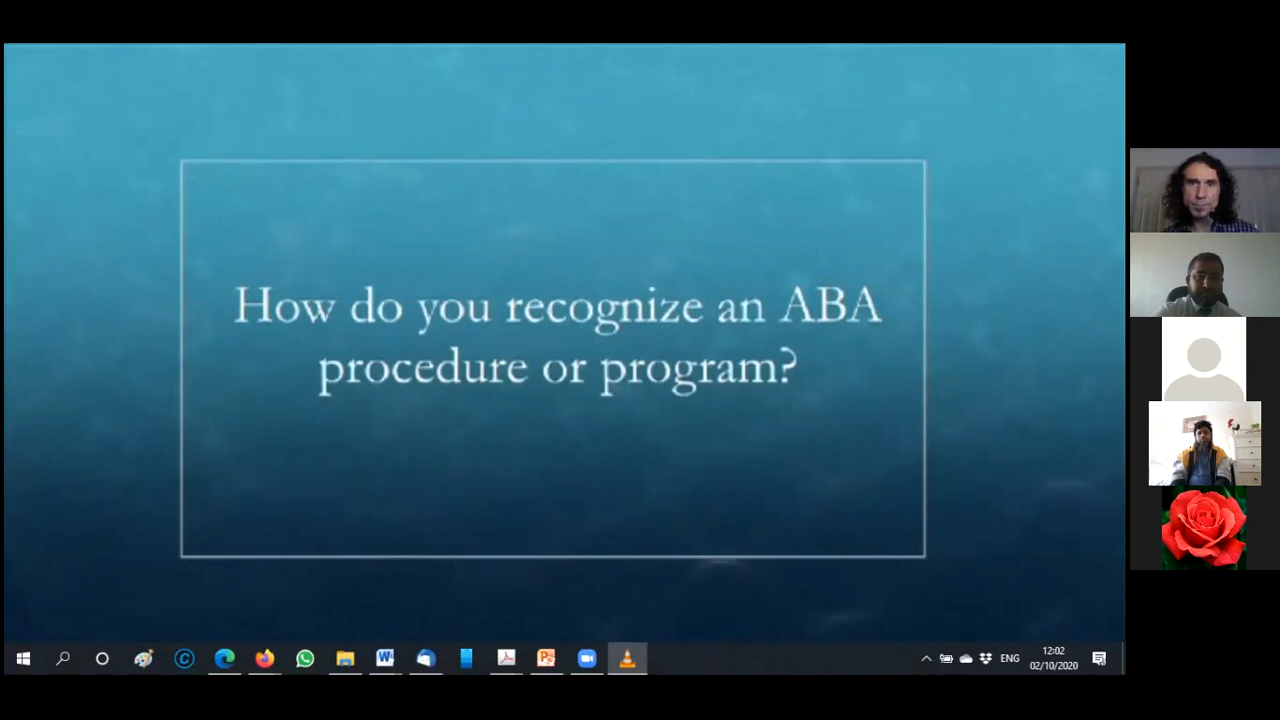 How do you recognize an ABA
procedure or program?
ENG
12:02
02/10/2020